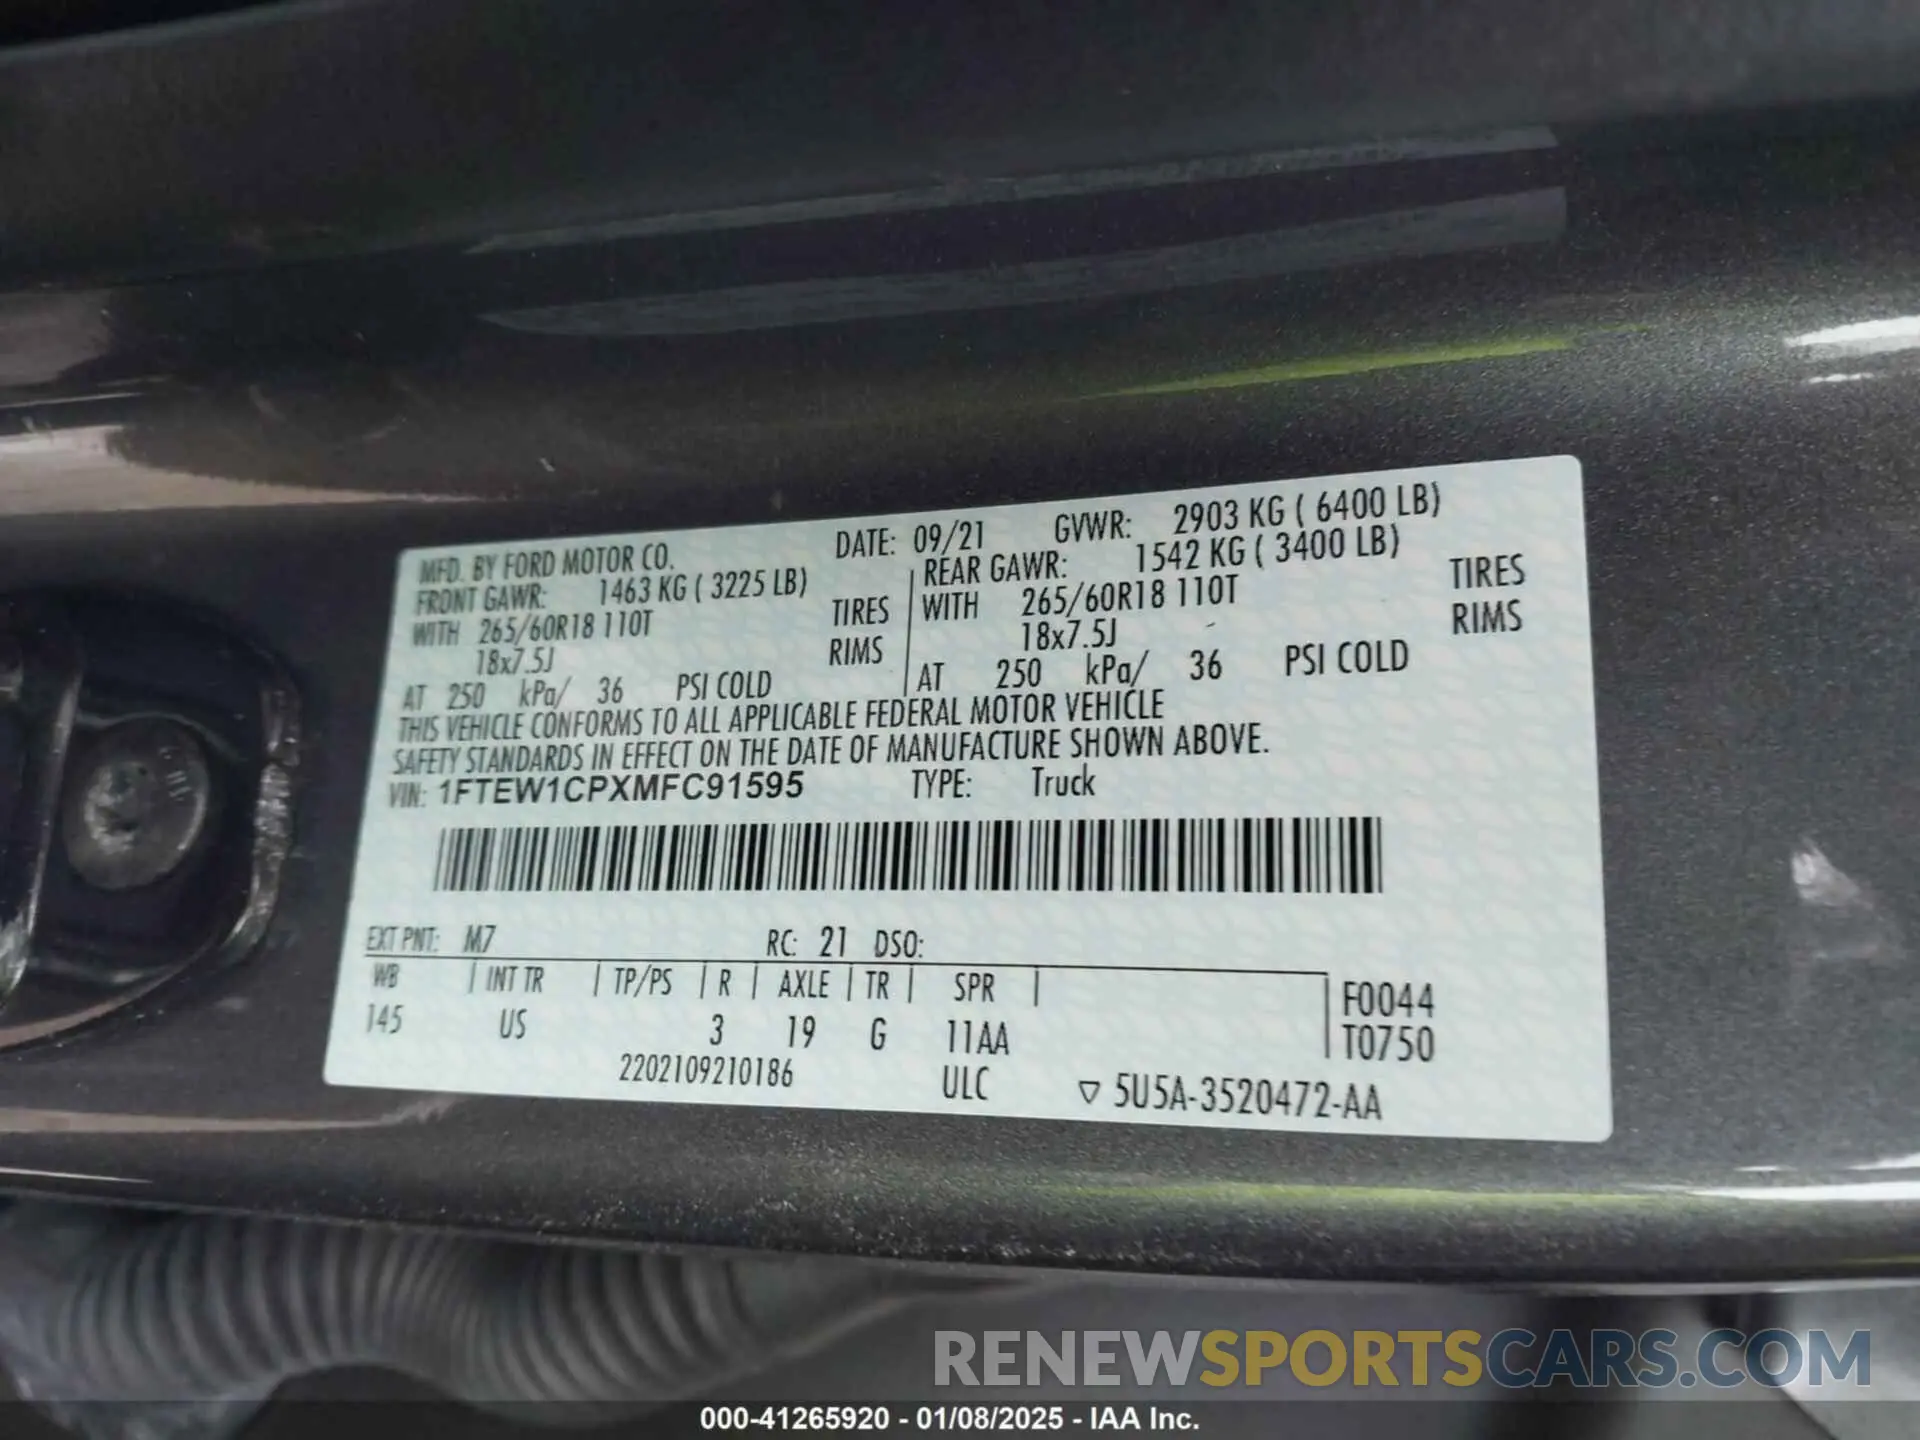 MFD. BY FORD MOTOR CO. DATE: 09/21 GVWR: 2903 KG ( 6400 LB)
FRONT GAWR: 1463 KG ( 3225 LB) REAR GAWR: 1542 KG ( 3400 LB)
WITH 265/60R18 110T TIRES WITH 265/60R18 110T TIRES
18x7.5J RIMS 18x7.5J RIMS
AT 250 kPa/ 36 PSI COLD AT 250 kPa/ 36 PSI COLD
THIS VEHICLE CONFORMS TO ALL APPLICABLE FEDERAL MOTOR VEHICLE
SAFETY STANDARDS IN EFFECT ON THE DATE OF MANUFACTURE SHOWN ABOVE.
VIN: 1FTEW1CPXMFC91595 TYPE: Truck
EXT PNT: M7 RC: 21 DSO:
WB INT TR TP/PS R AXLE TR SPR F0044
145 US 3 19 G 11AA T0750
2202109210186 ULC ▽ 5U5A-3520472-AA
RENEWSPORTSCARS.COM
000-41265920 - 01/08/2025 - IAA Inc.